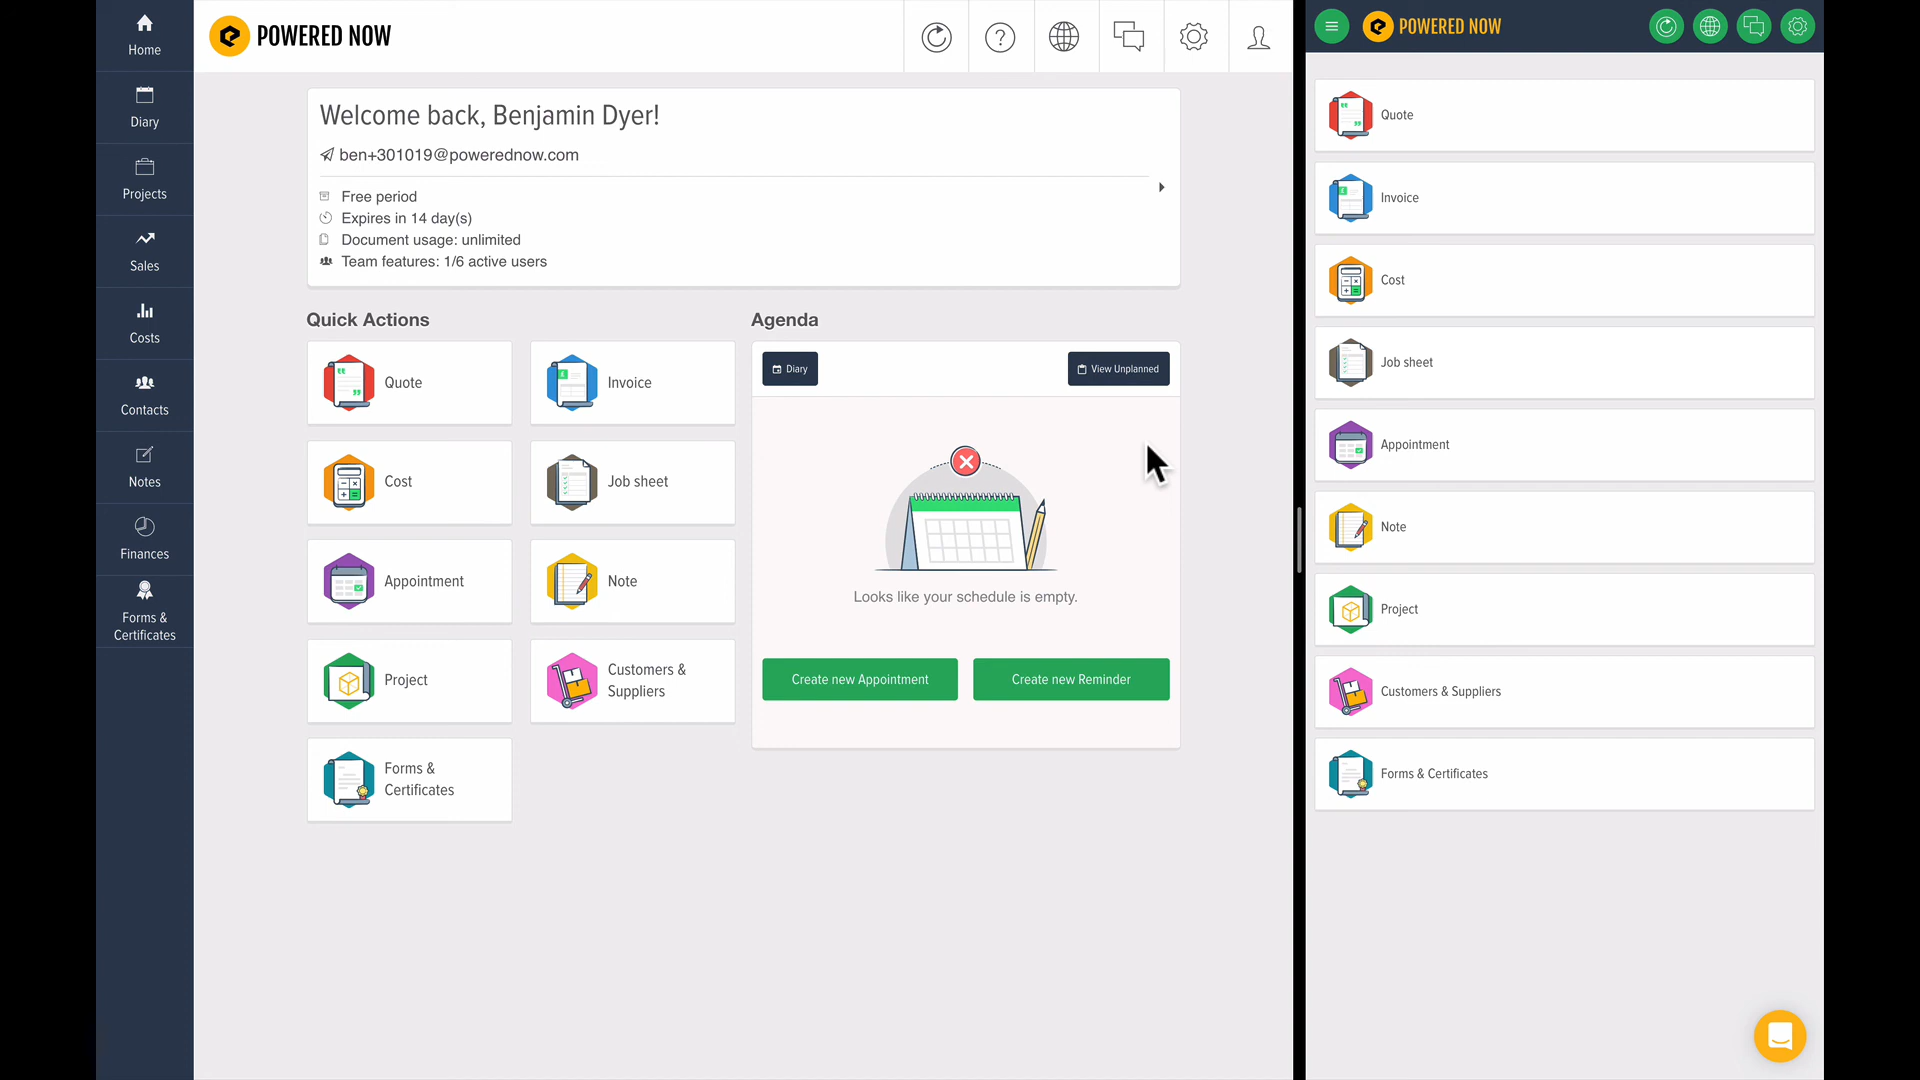 Home
Diary
Projects
Sales
Costs
Contacts
Notes
Finances
Forms &
Certificates
POWERED NOW
Welcome back, Benjamin Dyer!
ben+301019@powerednow.com
Free period
Expires in 14 day(s)
Document usage: unlimited
Team features: 1/6 active users
Quick Actions
Quote
Invoice
Cost
Job sheet
Appointment
Note
Project
Customers &
Suppliers
Forms &
Certificates
Agenda
Diary
View Unplanned
Looks like your schedule is empty.
Create new Appointment
Create new Reminder
POWERED NOW
Quote
Invoice
Cost
Job sheet
Appointment
Note
Project
Customers & Suppliers
Forms & Certificates